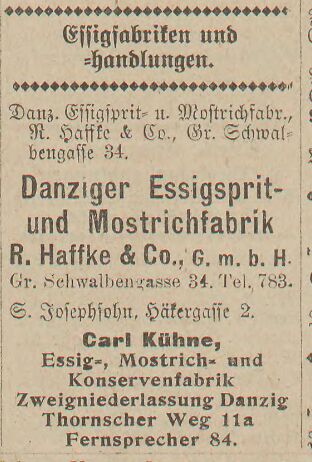 Essigfabriken und
=handlungen.
Danz. Essigsprit= u. Mostrichfabr.,
R. Haffke & Co., Gr. Schwal=
bengasse 34.
Danziger Essigsprit-
und Mostrichfabrik
R. Haffke & Co., G. m. b. H.
Gr. Schwalbengasse 34. Tel. 783.
S. Josephsohn, Häkergasse 2.
Carl Kühne,
Essig=, Mostrich= und
Konservenfabrik
Zweigniederlassung Danzig
Thornscher Weg 11a
Fernsprecher 84.